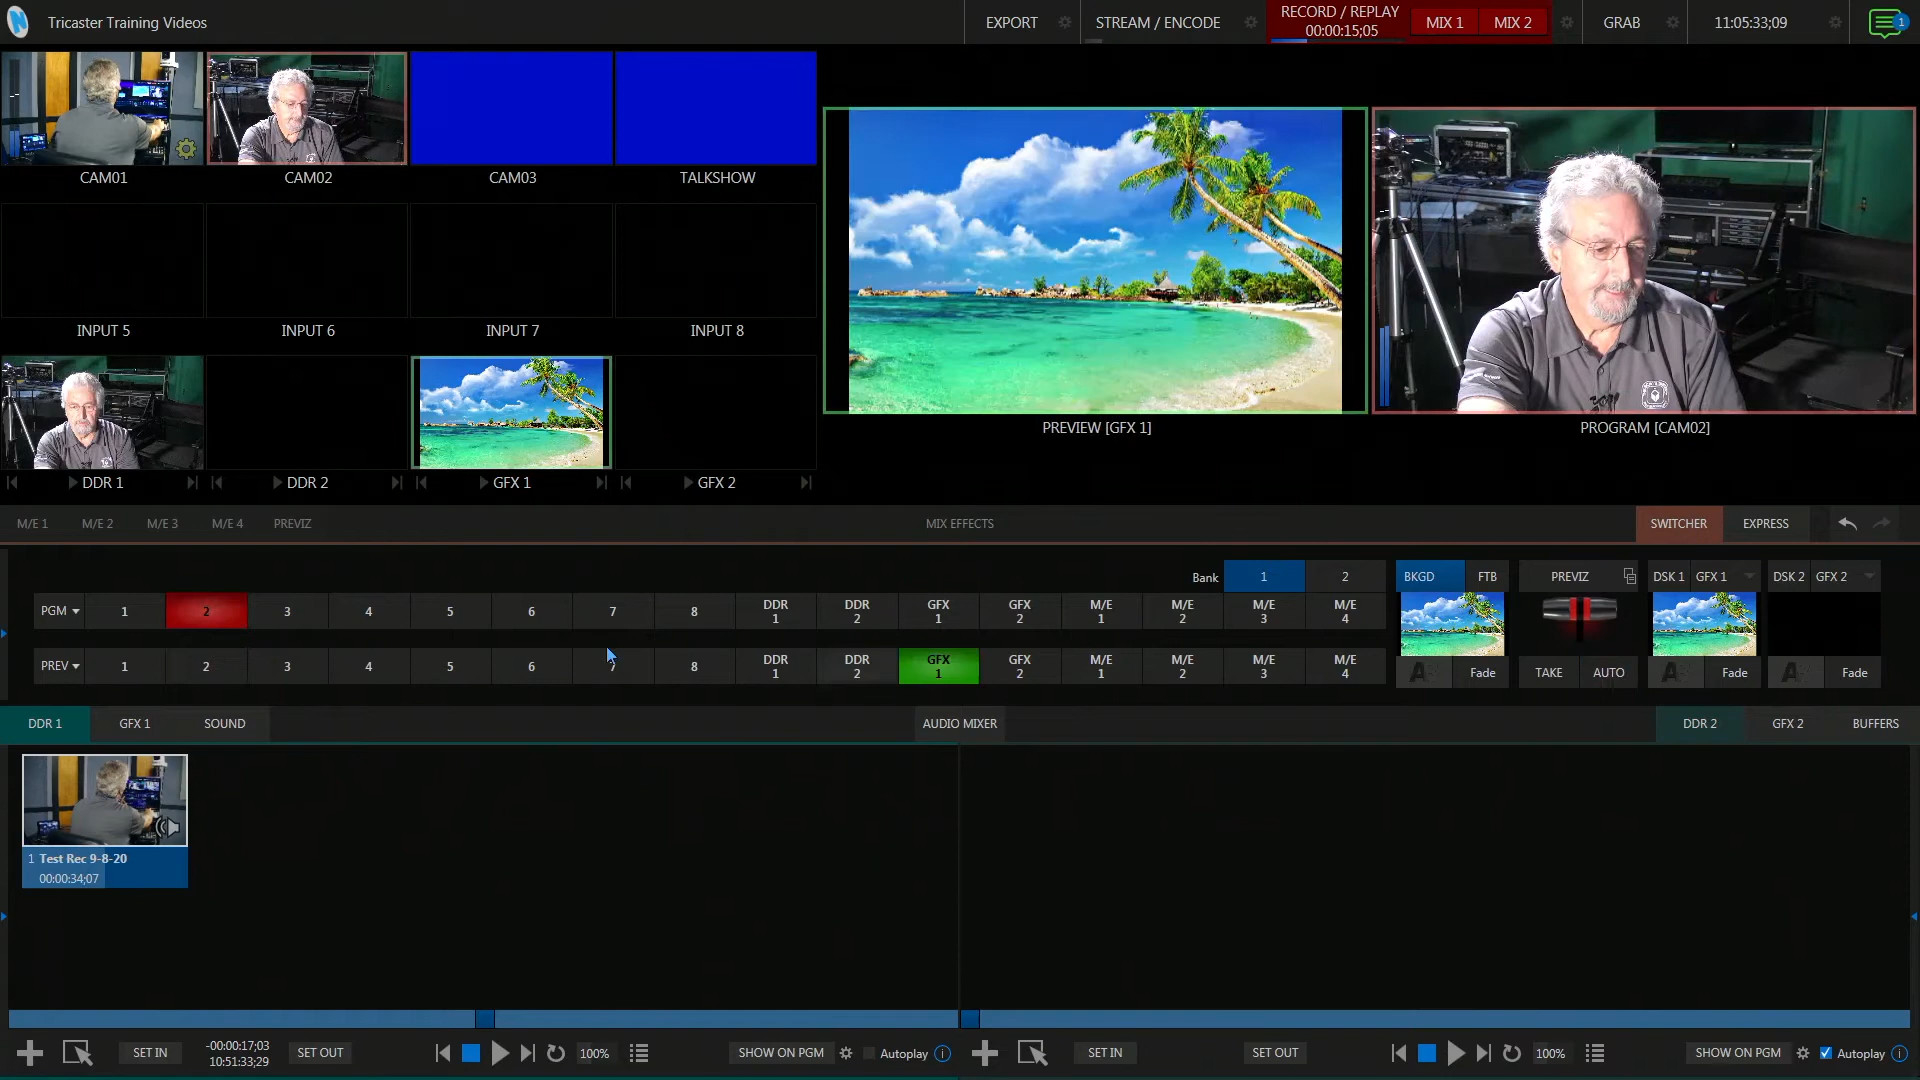 Tricaster Training Videos
EXPORT
STREAM / ENCODE
RECORD / REPLAY
00:00:15;05
MIX 1
MIX 2
GRAB
11:05:33;09
1
CAM01
CAM02
CAM03
TALKSHOW
INPUT 5
INPUT 6
INPUT 7
INPUT 8
DDR 1
DDR 2
GFX 1
GFX 2
PREVIEW [GFX 1]
PROGRAM [CAM02]
M/E 1
M/E 2
M/E 3
M/E 4
PREVIZ
MIX EFFECTS
SWITCHER
EXPRESS
Bank
1
2
BKGD
FTB
PREVIZ
DSK 1
GFX 1
DSK 2
GFX 2
PGM
1
2
3
4
5
6
7
8
DDR
1
DDR
2
GFX
1
GFX
2
M/E
1
M/E
2
M/E
3
M/E
4
PREV
1
2
3
4
5
6
7
8
DDR
1
DDR
2
GFX
1
GFX
2
M/E
1
M/E
2
M/E
3
M/E
4
Fade
TAKE
AUTO
Fade
Fade
DDR 1
GFX 1
SOUND
AUDIO MIXER
DDR 2
GFX 2
BUFFERS
1 Test Rec 9-8-20
00:00:34;07
SET IN
-00:00:17;03
10:51:33;29
SET OUT
100%
SHOW ON PGM
Autoplay
SET IN
SET OUT
100%
SHOW ON PGM
Autoplay